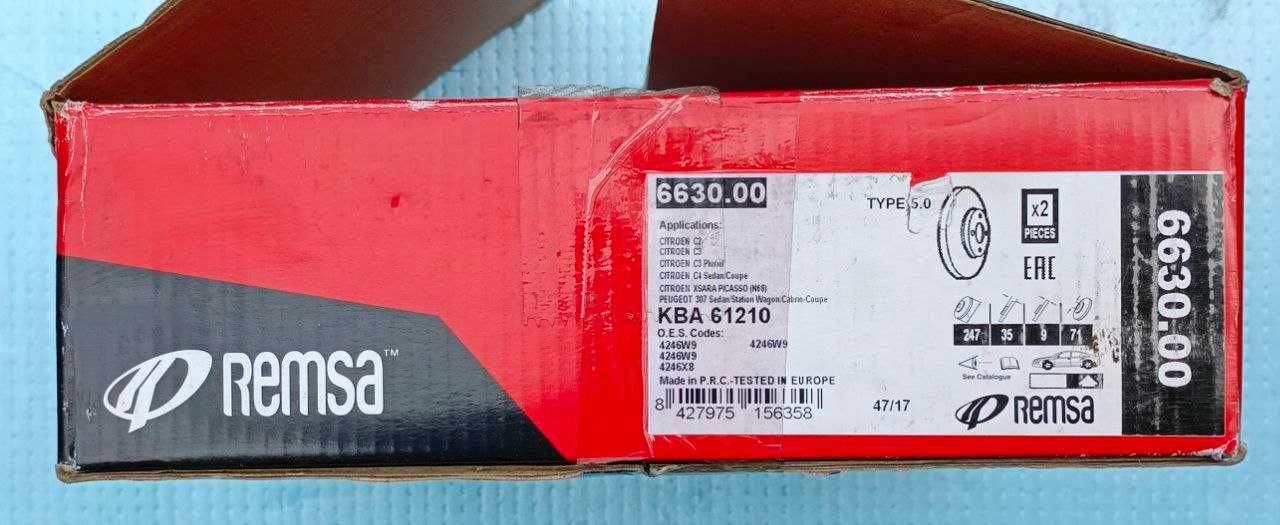 REMSA™
6630.00
TYPE 5.0
x2
PIECES
Applications:
CITROEN C2
CITROEN C3
CITROEN C3 Pluriel
CITROEN C4 Sedan/Coupe
CITROEN XSARA PICASSO (N68)
PEUGEOT 307 Sedan/Station Wagon/Cabrio-Coupe
EAC
KBA 61210
O.E.S. Codes:
4246W9 4246W9
4246W9
4246X8
247 35 9 71
See Catalogue
Made in P.R.C.-TESTED IN EUROPE
8 427975 156358
47/17
REMSA
6630.00